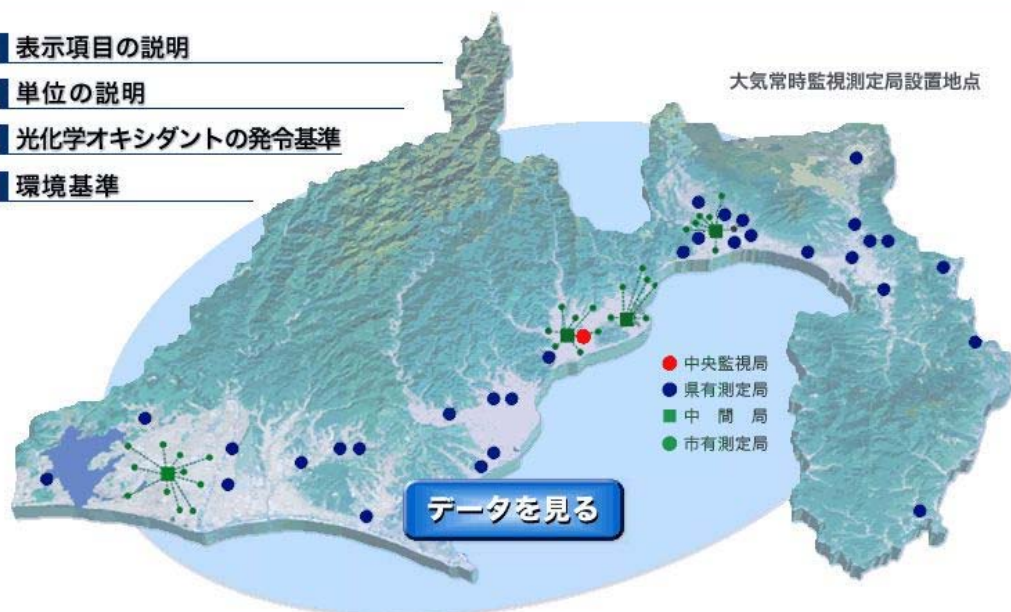 表示項目の説明
単位の説明
光化学オキシダントの発令基準
環境基準
大気常時監視測定局設置地点
中央監視局
県有測定局
中間局
市有測定局
データを見る